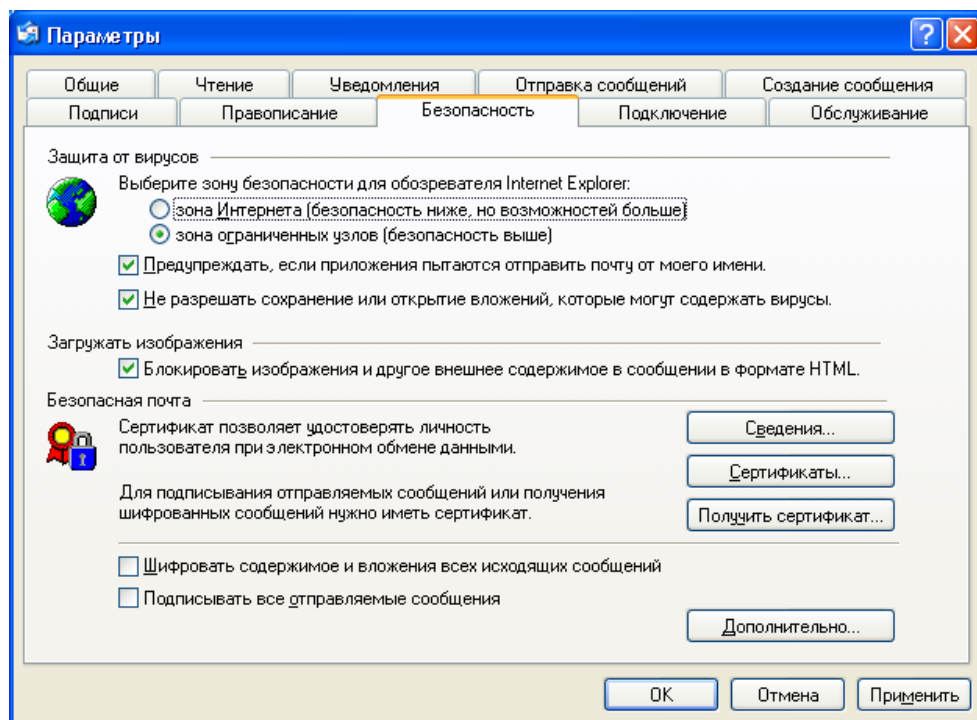 Параметры
Общие
Чтение
Уведомления
Отправка сообщений
Создание сообщения
Подписи
Правописание
Безопасность
Подключение
Обслуживание
Защита от вирусов
Выберите зону безопасности для обозревателя Internet Explorer:
зона Интернета (безопасность ниже, но возможностей больше)
зона ограниченных узлов (безопасность выше)
Предупреждать, если приложения пытаются отправить почту от моего имени.
Не разрешать сохранение или открытие вложений, которые могут содержать вирусы.
Загружать изображения
Блокировать изображения и другое внешнее содержимое в сообщении в формате HTML.
Безопасная почта
Сертификат позволяет удостоверять личность
пользователя при электронном обмене данными.
Сведения...
Сертификаты...
Для подписывания отправляемых сообщений или получения
шифрованных сообщений нужно иметь сертификат.
Получить сертификат...
Шифровать содержимое и вложения всех исходящих сообщений
Подписывать все отправляемые сообщения
Дополнительно...
OK
Отмена
Применить